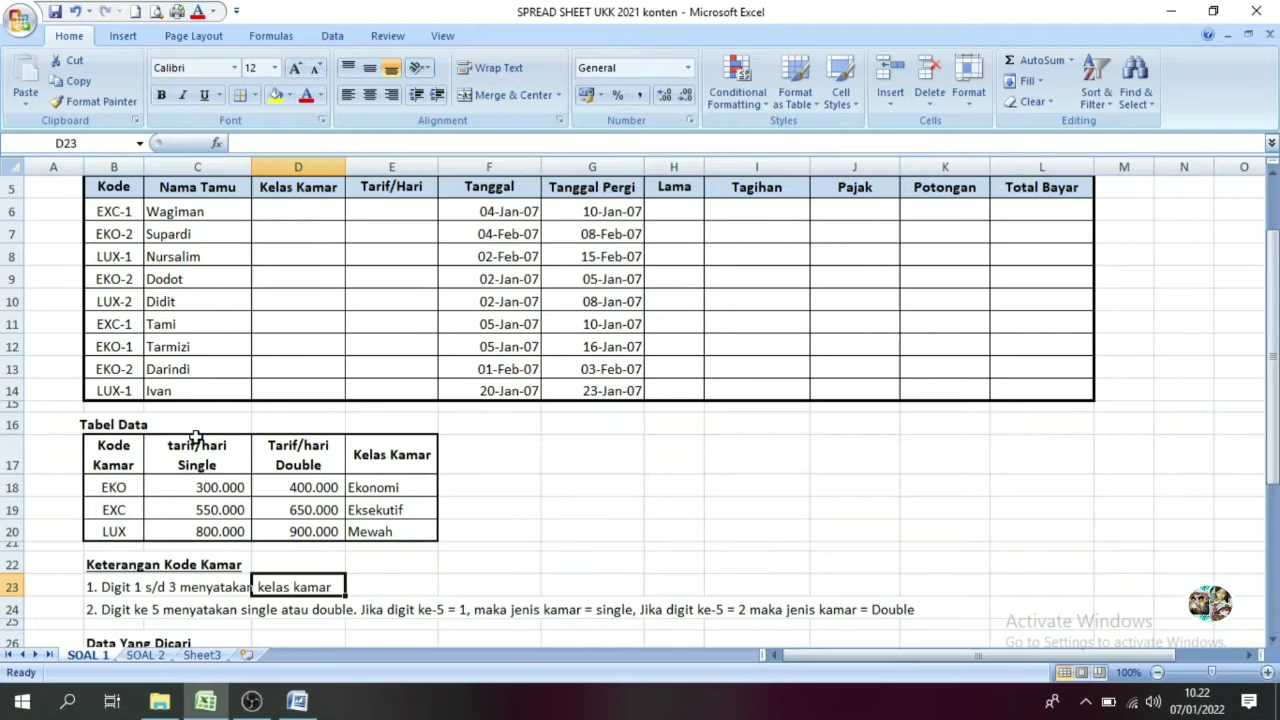 SPREAD SHEET UKK 2021 konten - Microsoft Excel
Home Insert Page Layout Formulas Data Review View
Paste Cut Copy Format Painter Clipboard
Calibri 12 B I U Font
Wrap Text Merge & Center Alignment
General % , Number
Conditional Formatting Format as Table Cell Styles Styles
Insert Delete Format Cells
Σ AutoSum Fill Clear Sort & Filter Find & Select Editing
D23 fx
A B C D E F G H I J K L M N O
5 Kode Nama Tamu Kelas Kamar Tarif/Hari Tanggal Tanggal Pergi Lama Tagihan Pajak Potongan Total Bayar
6 EXC-1 Wagiman 04-Jan-07 10-Jan-07
7 EKO-2 Supardi 04-Feb-07 08-Feb-07
8 LUX-1 Nursalim 02-Feb-07 15-Feb-07
9 EKO-2 Dodot 02-Jan-07 05-Jan-07
10 LUX-2 Didit 02-Jan-07 08-Jan-07
11 EXC-1 Tami 05-Jan-07 10-Jan-07
12 EKO-1 Tarmizi 05-Jan-07 16-Jan-07
13 EKO-2 Darindi 01-Feb-07 03-Feb-07
14 LUX-1 Ivan 20-Jan-07 23-Jan-07
15
16 Tabel Data
17 Kode Kamar tarif/hari Single Tarif/hari Double Kelas Kamar
18 EKO 300.000 400.000 Ekonomi
19 EXC 550.000 650.000 Eksekutif
20 LUX 800.000 900.000 Mewah
21
22 Keterangan Kode Kamar
23 1. Digit 1 s/d 3 menyatakan kelas kamar
24 2. Digit ke 5 menyatakan single atau double. Jika digit ke-5 = 1, maka jenis kamar = single, Jika digit ke-5 = 2 maka jenis kamar = Double
25
26 Data Yang Dicari
Activate Windows
Go to Settings to activate Windows.
SOAL 1 SOAL 2 Sheet3
Ready 100%
10.22
07/01/2022